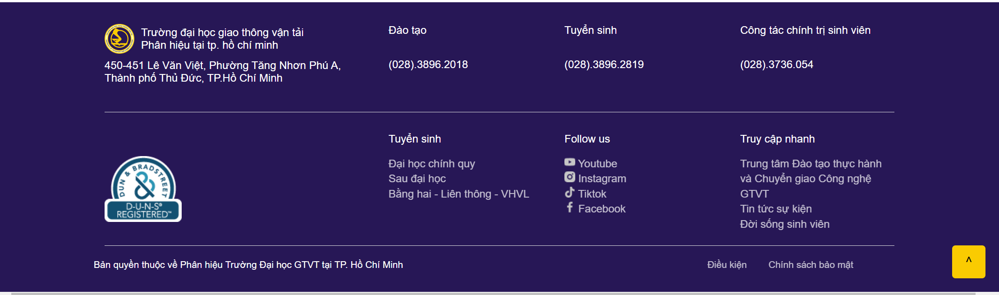 Trường đại học giao thông vận tải
Phân hiệu tại tp. hồ chí minh
450-451 Lê Văn Việt, Phường Tăng Nhơn Phú A,
Thành phố Thủ Đức, TP.Hồ Chí Minh
Đào tạo
(028).3896.2018
Tuyển sinh
(028).3896.2819
Công tác chính trị sinh viên
(028).3736.054
DUN & BRADSTREET
D-U-N-S®
REGISTERED™
Tuyển sinh
Đại học chính quy
Sau đại học
Bằng hai - Liên thông - VHVL
Follow us
Youtube
Instagram
Tiktok
Facebook
Truy cập nhanh
Trung tâm Đào tạo thực hành
và Chuyển giao Công nghệ
GTVT
Tin tức sự kiện
Đời sống sinh viên
Bản quyền thuộc về Phân hiệu Trường Đại học GTVT tại TP. Hồ Chí Minh
Điều kiện
Chính sách bảo mật
^